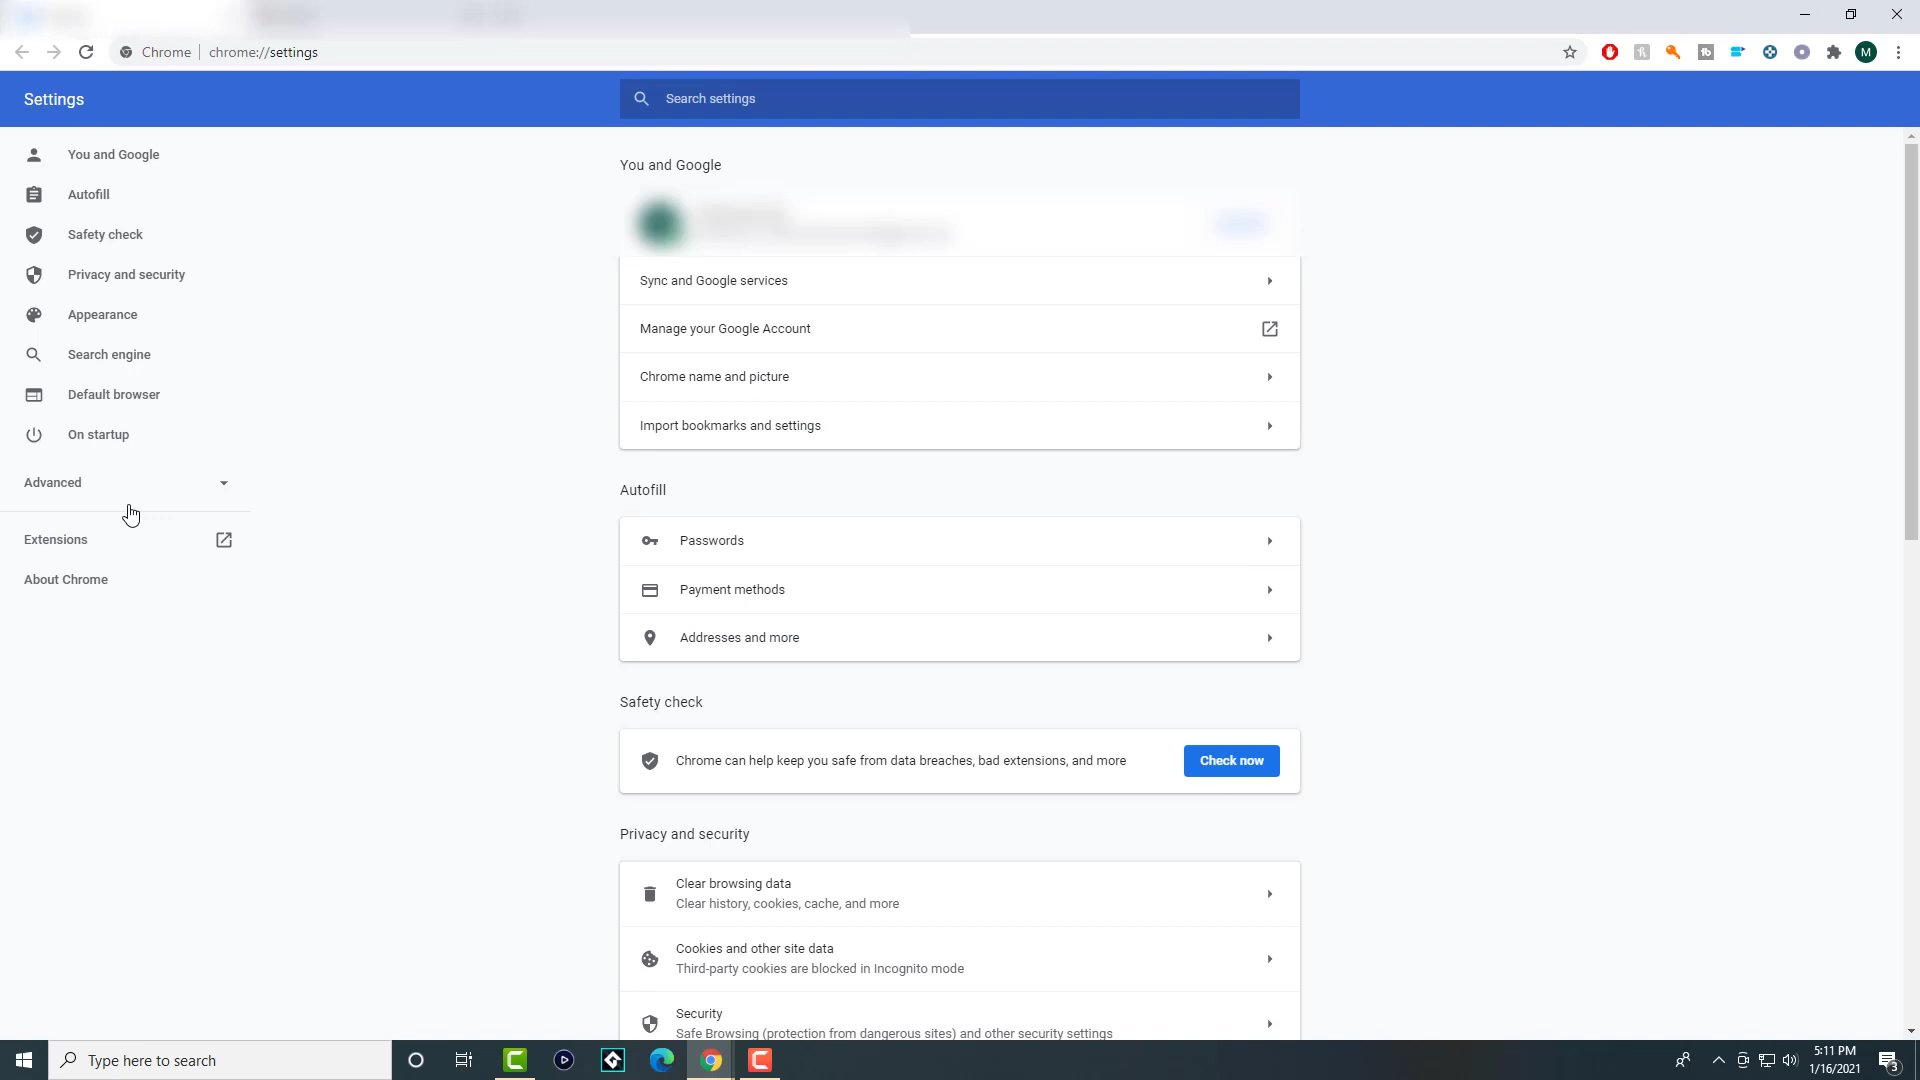 Chrome
chrome://settings
M
Settings
Search settings
You and Google
Autofill
Safety check
Privacy and security
Appearance
Search engine
Default browser
On startup
Advanced
Extensions
About Chrome
You and Google
Sync and Google services
Manage your Google Account
Chrome name and picture
Import bookmarks and settings
Autofill
Passwords
Payment methods
Addresses and more
Safety check
Chrome can help keep you safe from data breaches, bad extensions, and more
Check now
Privacy and security
Clear browsing data
Clear history, cookies, cache, and more
Cookies and other site data
Third-party cookies are blocked in Incognito mode
Security
Safe Browsing (protection from dangerous sites) and other security settings
Type here to search
5:11 PM
1/16/2021
3